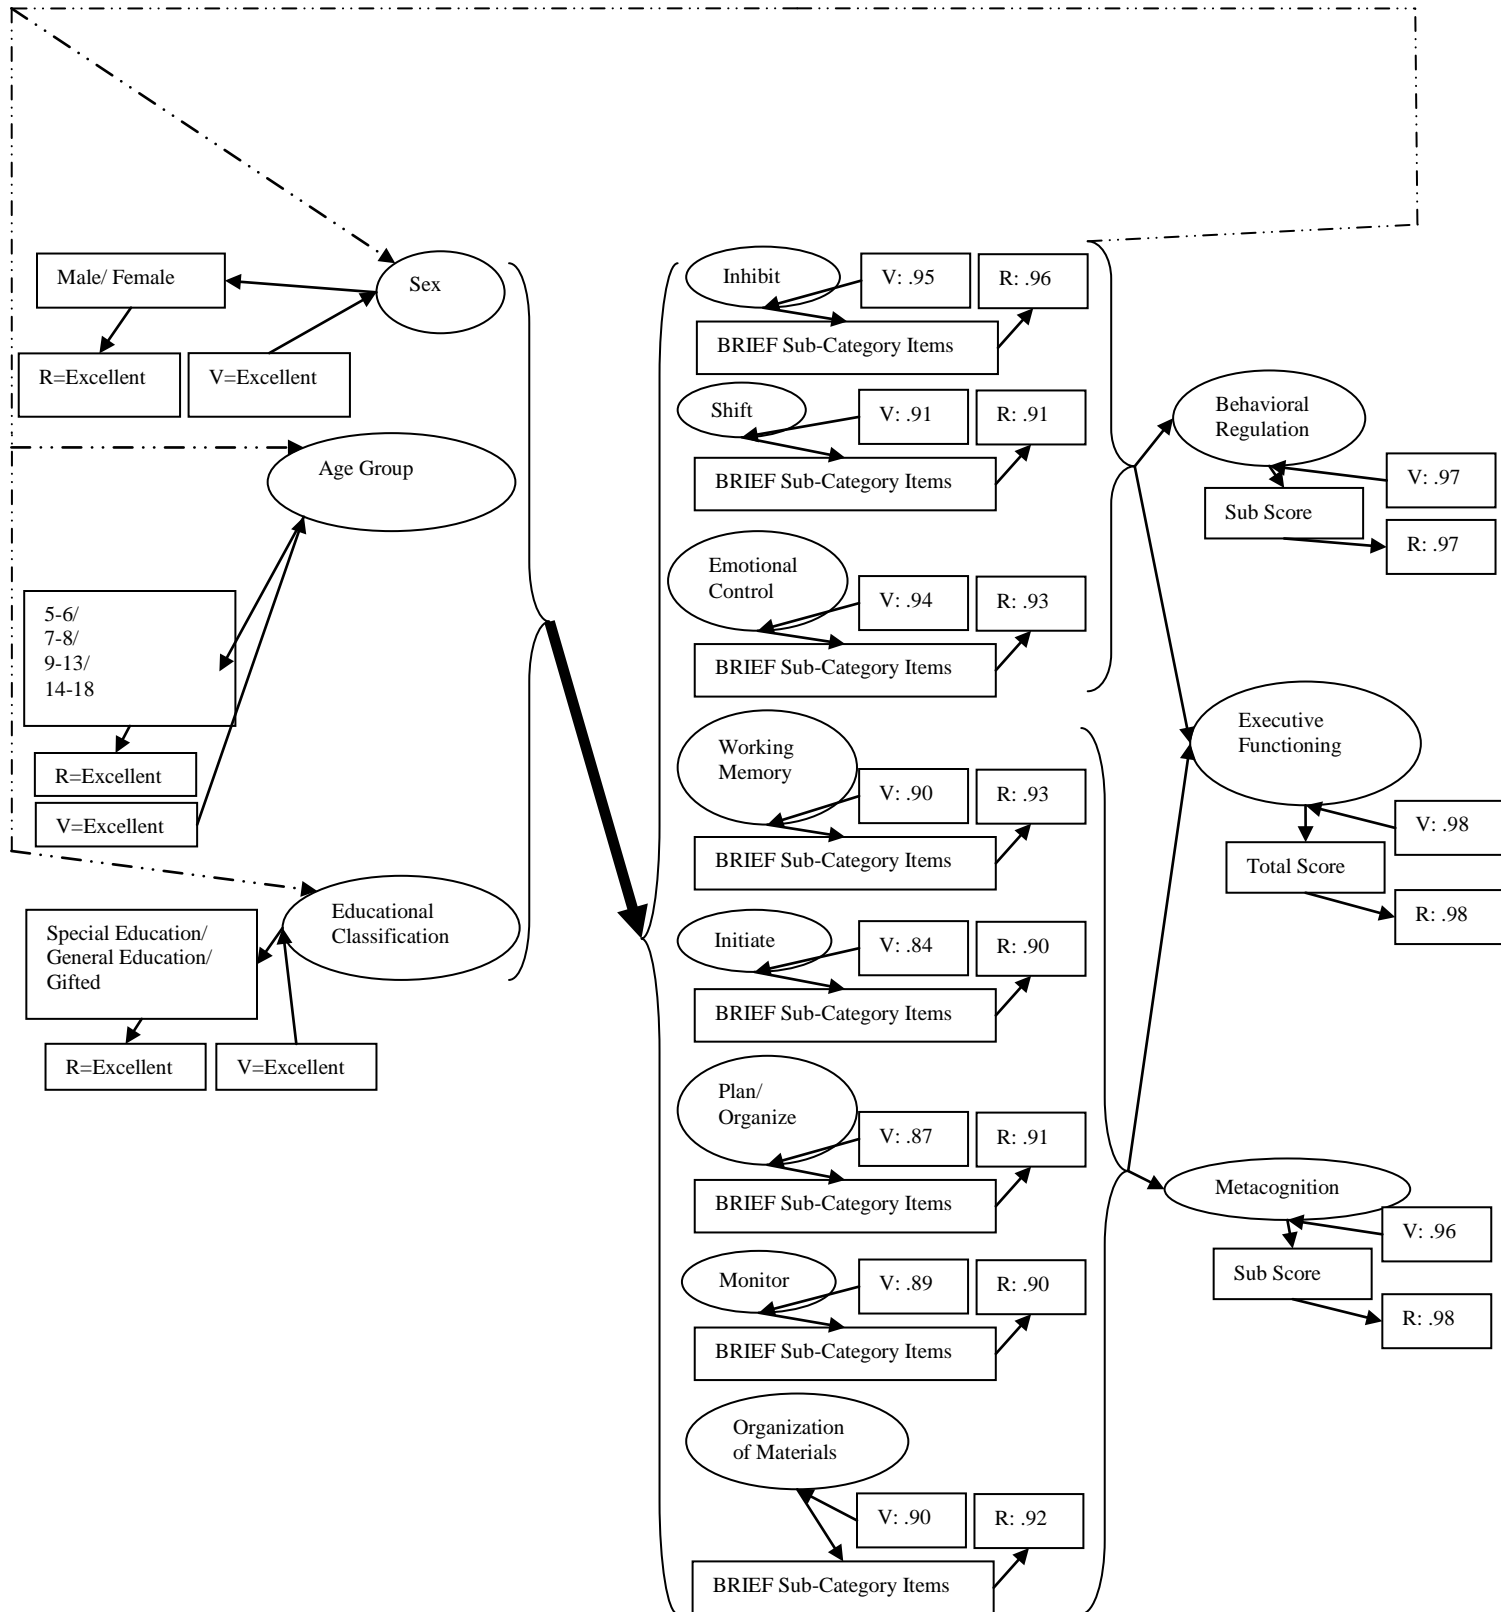 Male/ Female
Sex
R=Excellent
V=Excellent
Age Group
5-6/
7-8/
9-13/
14-18
R=Excellent
V=Excellent
Educational
Classification
Special Education/
General Education/
Gifted
R=Excellent
V=Excellent
Inhibit
V: .95
R: .96
BRIEF Sub-Category Items
Shift
V: .91
R: .91
BRIEF Sub-Category Items
Emotional
Control
V: .94
R: .93
BRIEF Sub-Category Items
Working
Memory
V: .90
R: .93
BRIEF Sub-Category Items
Initiate
V: .84
R: .90
BRIEF Sub-Category Items
Plan/
Organize
V: .87
R: .91
BRIEF Sub-Category Items
Monitor
V: .89
R: .90
BRIEF Sub-Category Items
Organization
of Materials
V: .90
R: .92
BRIEF Sub-Category Items
Behavioral
Regulation
V: .97
Sub Score
R: .97
Executive
Functioning
V: .98
Total Score
R: .98
Metacognition
V: .96
Sub Score
R: .98